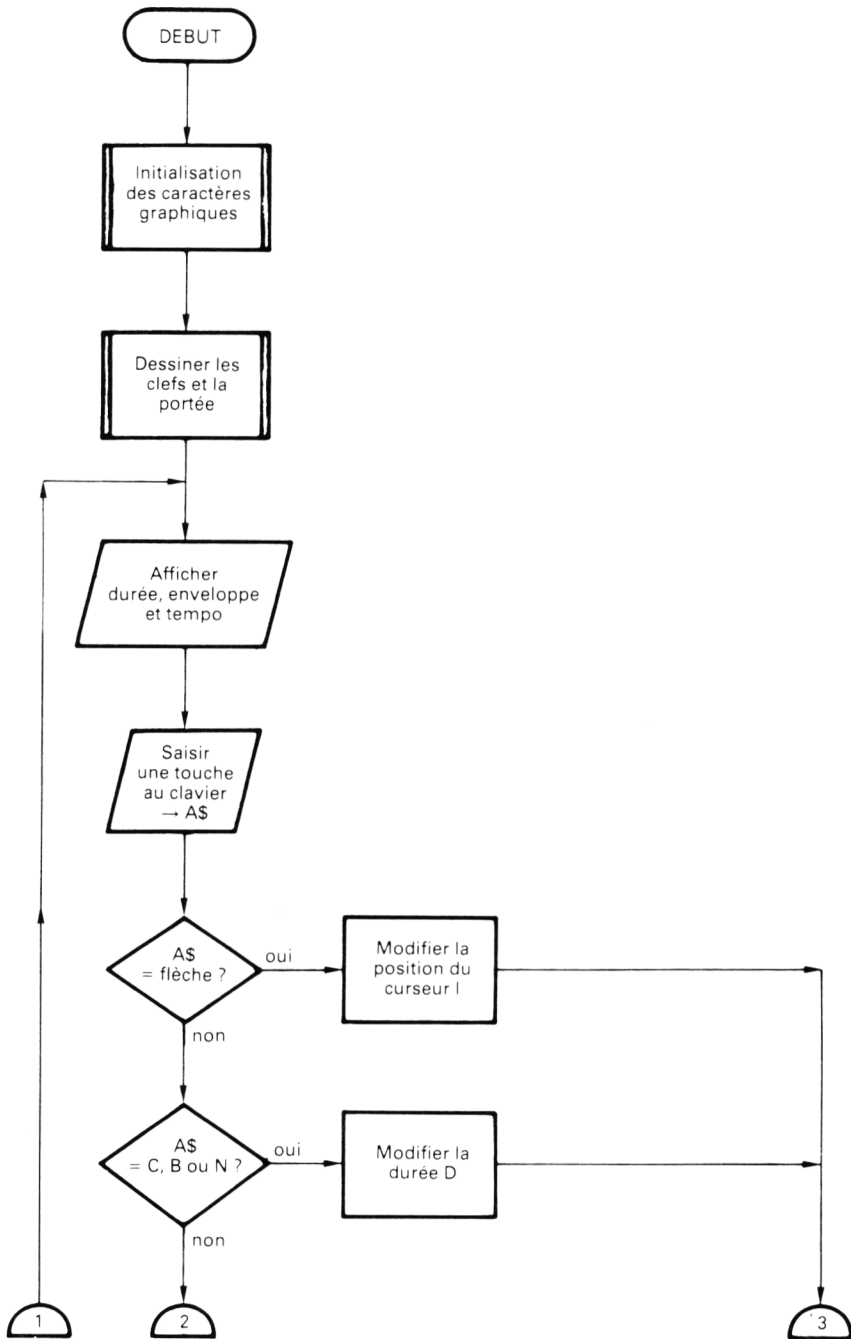 DEBUT
Initialisation
des caractères
graphiques
Dessiner les
clefs et la
portée
Afficher
durée, enveloppe
et tempo
Saisir
une touche
au clavier
→ A$
A$
= flèche ?
oui
Modifier la
position du
curseur I
non
A$
= C, B ou N ?
oui
Modifier la
durée D
non
1
2
3